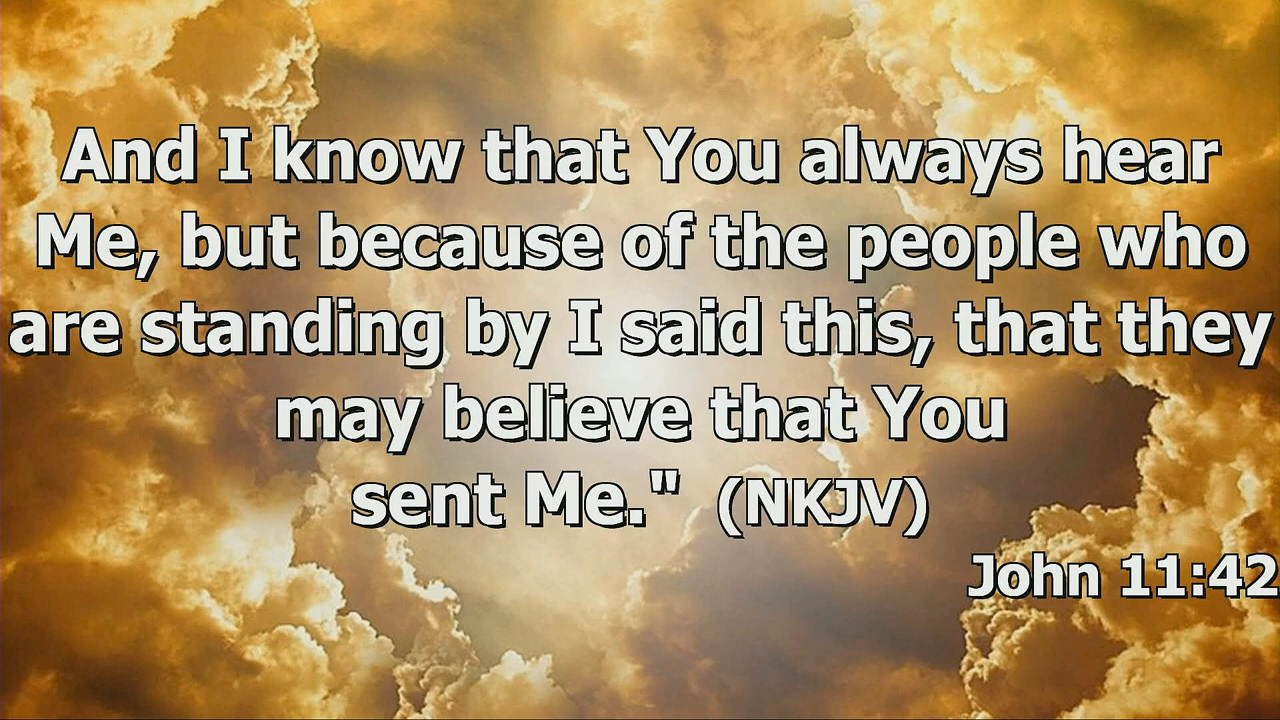 And I know that You always hear
Me, but because of the people who
are standing by I said this, that they
may believe that You
sent Me." (NKJV)
John 11:42